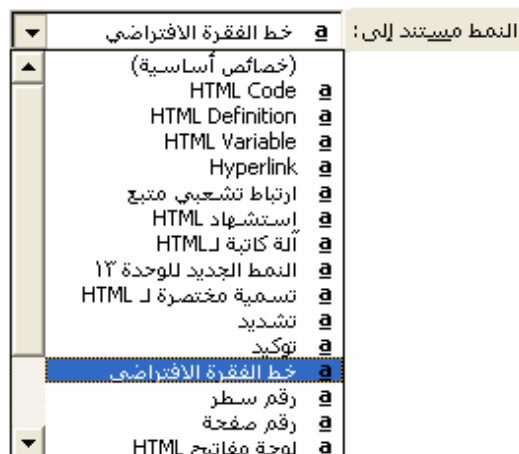 النمط مستند إلى: a خط الفقرة الافتراضي
(خصائص أساسية)
a HTML Code
a HTML Definition
a HTML Variable
a Hyperlink
a ارتباط تشعبي متبع
a إستشهاد HTML
a آلة كاتبة لـHTML
a النمط الجديد للوحدة ١٣
a تسمية مختصرة لـ HTML
a تشديد
a توكيد
a خط الفقرة الافتراضي
a رقم سطر
a رقم صفحة
a لوحة مفاتيح HTML